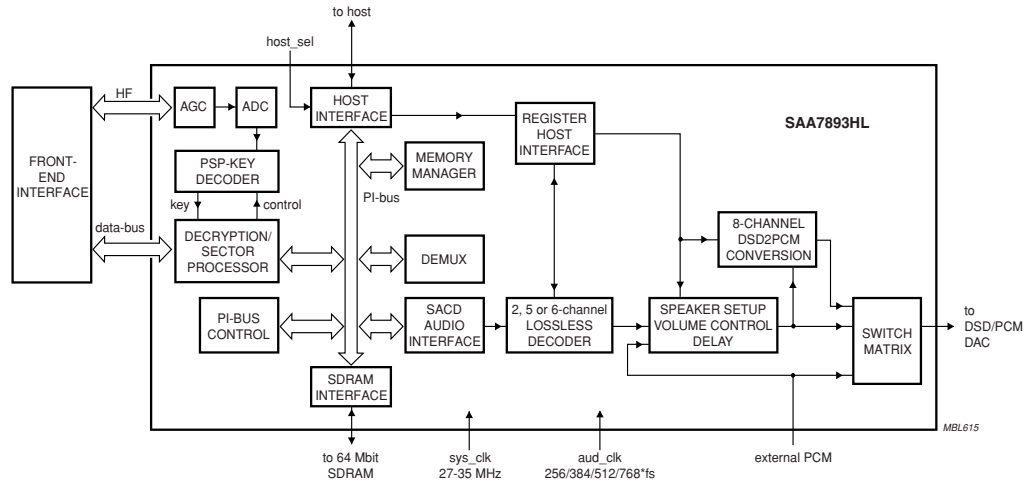 to host
host_sel
HF
AGC
ADC
HOST
INTERFACE
REGISTER
HOST
INTERFACE
SAA7893HL
FRONT-
END
INTERFACE
PSP-KEY
DECODER
MEMORY
MANAGER
PI-bus
key
control
data-bus
DECRYPTION/
SECTOR
PROCESSOR
DEMUX
8-CHANNEL
DSD2PCM
CONVERSION
PI-BUS
CONTROL
SACD
AUDIO
INTERFACE
2, 5 or 6-channel
LOSSLESS
DECODER
SPEAKER SETUP
VOLUME CONTROL
DELAY
SWITCH
MATRIX
to
DSD/PCM
DAC
SDRAM
INTERFACE
MBL615
to 64 Mbit
SDRAM
sys_clk
27-35 MHz
aud_clk
256/384/512/768*fs
external PCM